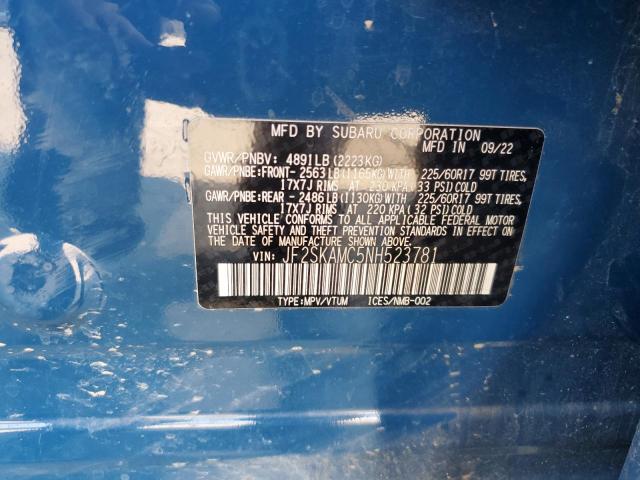 MFD BY SUBARU CORPORATION
MFD IN 09/22
GVWR/PNBV: 4891LB (2223KG)
GAWR/PNBE:FRONT- 2563LB(1165KG)WITH 225/60R17 99T TIRES,
17X7J RIMS AT 230 KPA(33 PSI)COLD
GAWR/PNBE:REAR - 2486LB(1130KG)WITH 225/60R17 99T TIRES,
17X7J RIMS AT 220 KPA(32 PSI)COLD
THIS VEHICLE CONFORMS TO ALL APPLICABLE FEDERAL MOTOR
VEHICLE SAFETY AND THEFT PREVENTION STANDARDS IN EFFECT
ON THE DATE OF MANUFACTURE SHOWN ABOVE.
VIN: JF2SKAMC5NH523781
TYPE:MPV/VTUM ICES/NMB-002